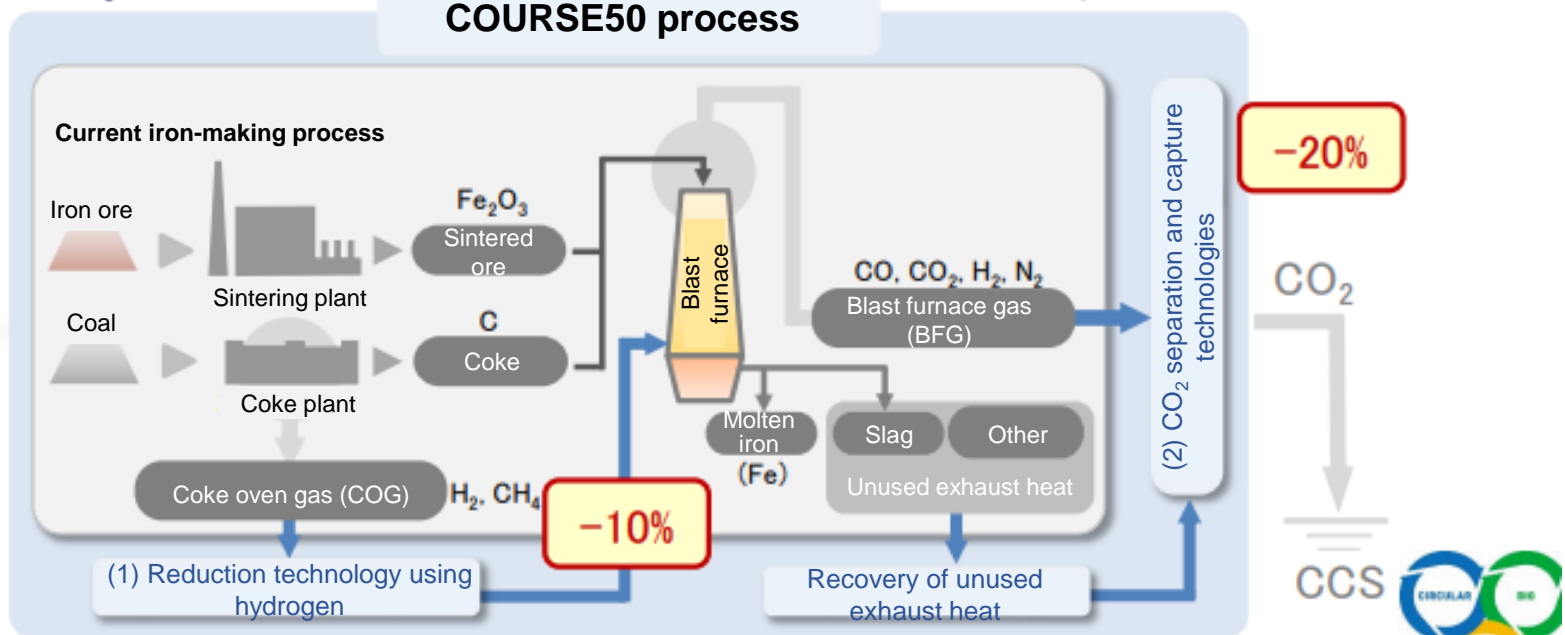 COURSE50 process
Current iron-making process
Iron ore
Sintering plant
Fe₂O₃
Sintered
ore
Coal
Coke plant
C
Coke
Blast
furnace
CO, CO₂, H₂, N₂
Blast furnace gas
(BFG)
Molten
iron
(Fe)
Slag
Other
Unused exhaust heat
Coke oven gas (COG)
H₂, CH₄
−10%
(1) Reduction technology using
hydrogen
Recovery of unused
exhaust heat
(2) CO₂ separation and capture
technologies
−20%
CO₂
CCS
CIRCULAR
BIO